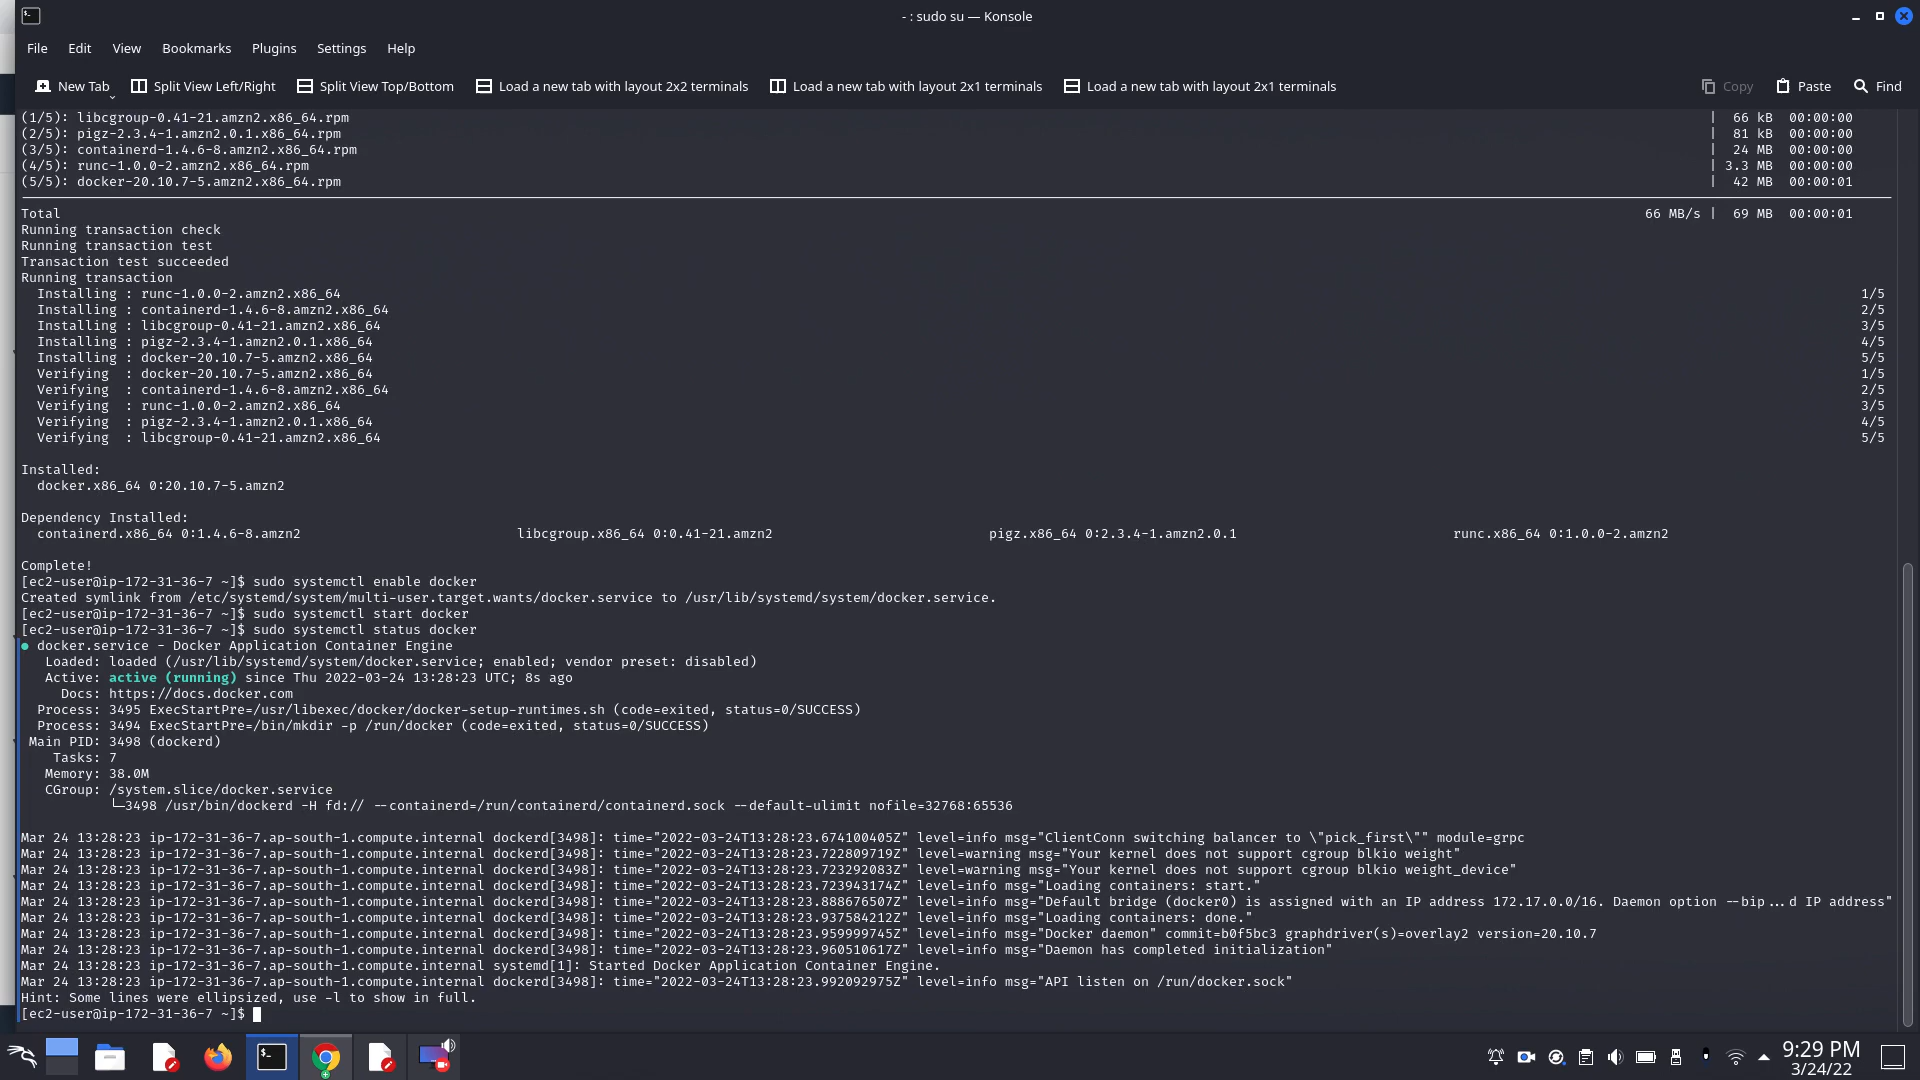 - : sudo su — Konsole
File Edit View Bookmarks Plugins Settings Help
New Tab Split View Left/Right Split View Top/Bottom Load a new tab with layout 2x2 terminals Load a new tab with layout 2x1 terminals Load a new tab with layout 2x1 terminals Copy Paste Find
(1/5): libcgroup-0.41-21.amzn2.x86_64.rpm | 66 kB 00:00:00
(2/5): pigz-2.3.4-1.amzn2.0.1.x86_64.rpm | 81 kB 00:00:00
(3/5): containerd-1.4.6-8.amzn2.x86_64.rpm | 24 MB 00:00:00
(4/5): runc-1.0.0-2.amzn2.x86_64.rpm | 3.3 MB 00:00:00
(5/5): docker-20.10.7-5.amzn2.x86_64.rpm | 42 MB 00:00:01
Total 66 MB/s | 69 MB 00:00:01
Running transaction check
Running transaction test
Transaction test succeeded
Running transaction
Installing : runc-1.0.0-2.amzn2.x86_64 1/5
Installing : containerd-1.4.6-8.amzn2.x86_64 2/5
Installing : libcgroup-0.41-21.amzn2.x86_64 3/5
Installing : pigz-2.3.4-1.amzn2.0.1.x86_64 4/5
Installing : docker-20.10.7-5.amzn2.x86_64 5/5
Verifying : docker-20.10.7-5.amzn2.x86_64 1/5
Verifying : containerd-1.4.6-8.amzn2.x86_64 2/5
Verifying : runc-1.0.0-2.amzn2.x86_64 3/5
Verifying : pigz-2.3.4-1.amzn2.0.1.x86_64 4/5
Verifying : libcgroup-0.41-21.amzn2.x86_64 5/5
Installed:
docker.x86_64 0:20.10.7-5.amzn2
Dependency Installed:
containerd.x86_64 0:1.4.6-8.amzn2 libcgroup.x86_64 0:0.41-21.amzn2 pigz.x86_64 0:2.3.4-1.amzn2.0.1 runc.x86_64 0:1.0.0-2.amzn2
Complete!
[ec2-user@ip-172-31-36-7 ~]$ sudo systemctl enable docker
Created symlink from /etc/systemd/system/multi-user.target.wants/docker.service to /usr/lib/systemd/system/docker.service.
[ec2-user@ip-172-31-36-7 ~]$ sudo systemctl start docker
[ec2-user@ip-172-31-36-7 ~]$ sudo systemctl status docker
● docker.service - Docker Application Container Engine
Loaded: loaded (/usr/lib/systemd/system/docker.service; enabled; vendor preset: disabled)
Active: active (running) since Thu 2022-03-24 13:28:23 UTC; 8s ago
Docs: https://docs.docker.com
Process: 3495 ExecStartPre=/usr/libexec/docker/docker-setup-runtimes.sh (code=exited, status=0/SUCCESS)
Process: 3494 ExecStartPre=/bin/mkdir -p /run/docker (code=exited, status=0/SUCCESS)
Main PID: 3498 (dockerd)
Tasks: 7
Memory: 38.0M
CGroup: /system.slice/docker.service
└─3498 /usr/bin/dockerd -H fd:// --containerd=/run/containerd/containerd.sock --default-ulimit nofile=32768:65536
Mar 24 13:28:23 ip-172-31-36-7.ap-south-1.compute.internal dockerd[3498]: time="2022-03-24T13:28:23.674100405Z" level=info msg="ClientConn switching balancer to \"pick_first\"" module=grpc
Mar 24 13:28:23 ip-172-31-36-7.ap-south-1.compute.internal dockerd[3498]: time="2022-03-24T13:28:23.722809719Z" level=warning msg="Your kernel does not support cgroup blkio weight"
Mar 24 13:28:23 ip-172-31-36-7.ap-south-1.compute.internal dockerd[3498]: time="2022-03-24T13:28:23.723292083Z" level=warning msg="Your kernel does not support cgroup blkio weight_device"
Mar 24 13:28:23 ip-172-31-36-7.ap-south-1.compute.internal dockerd[3498]: time="2022-03-24T13:28:23.723943174Z" level=info msg="Loading containers: start."
Mar 24 13:28:23 ip-172-31-36-7.ap-south-1.compute.internal dockerd[3498]: time="2022-03-24T13:28:23.888676507Z" level=info msg="Default bridge (docker0) is assigned with an IP address 172.17.0.0/16. Daemon option --bip...d IP address"
Mar 24 13:28:23 ip-172-31-36-7.ap-south-1.compute.internal dockerd[3498]: time="2022-03-24T13:28:23.937584212Z" level=info msg="Loading containers: done."
Mar 24 13:28:23 ip-172-31-36-7.ap-south-1.compute.internal dockerd[3498]: time="2022-03-24T13:28:23.959999745Z" level=info msg="Docker daemon" commit=b0f5bc3 graphdriver(s)=overlay2 version=20.10.7
Mar 24 13:28:23 ip-172-31-36-7.ap-south-1.compute.internal dockerd[3498]: time="2022-03-24T13:28:23.960510617Z" level=info msg="Daemon has completed initialization"
Mar 24 13:28:23 ip-172-31-36-7.ap-south-1.compute.internal systemd[1]: Started Docker Application Container Engine.
Mar 24 13:28:23 ip-172-31-36-7.ap-south-1.compute.internal dockerd[3498]: time="2022-03-24T13:28:23.992092975Z" level=info msg="API listen on /run/docker.sock"
Hint: Some lines were ellipsized, use -l to show in full.
[ec2-user@ip-172-31-36-7 ~]$
9:29 PM
3/24/22